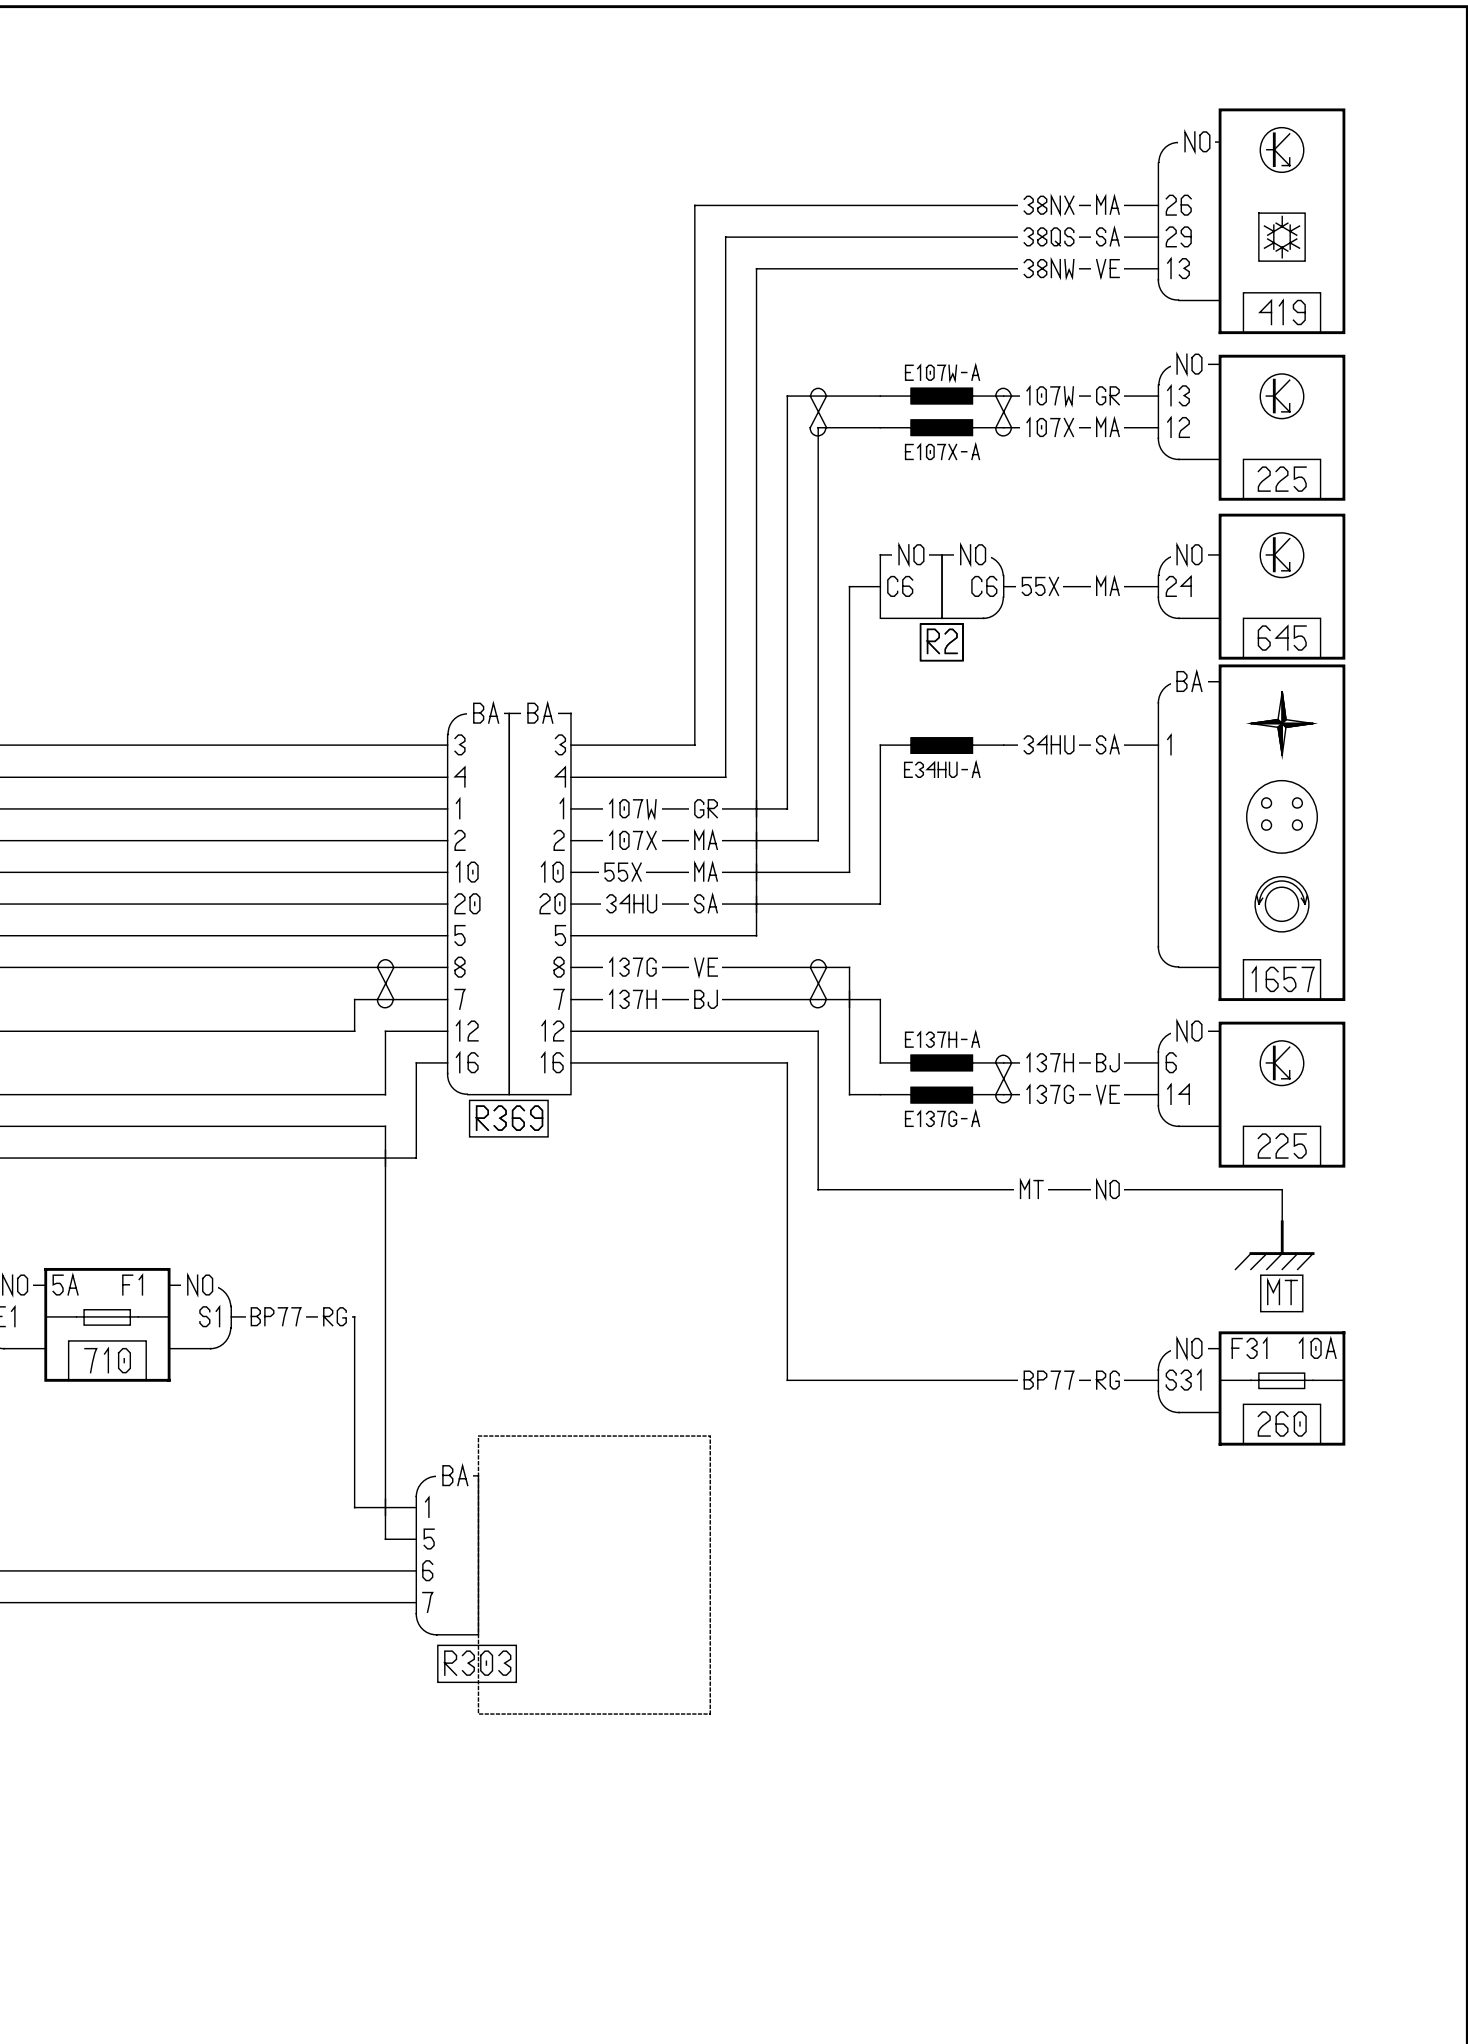 NO
38NX-MA 26
38QS-SA 29
38NW-VE 13
419
E107W-A
NO
107W-GR 13
107X-MA 12
E107X-A
225
NO NO
NO
C6 C6 55X MA 24
R2
645
BA
34HU-SA 1
E34HU-A
1657
BA BA
3 3
4 4
1 1 107W GR
2 2 107X MA
10 10 55X MA
20 20 34HU SA
5 5
8 8 137G VE
7 7 137H BJ
12 12
16 16
R369
E137H-A
NO
137H-BJ 6
137G-VE 14
E137G-A
225
MT NO
MT
NO 5A F1 NO
E1 S1 BP77-RG
710
NO F31 10A
BP77-RG S31
260
BA
1
5
6
7
R303